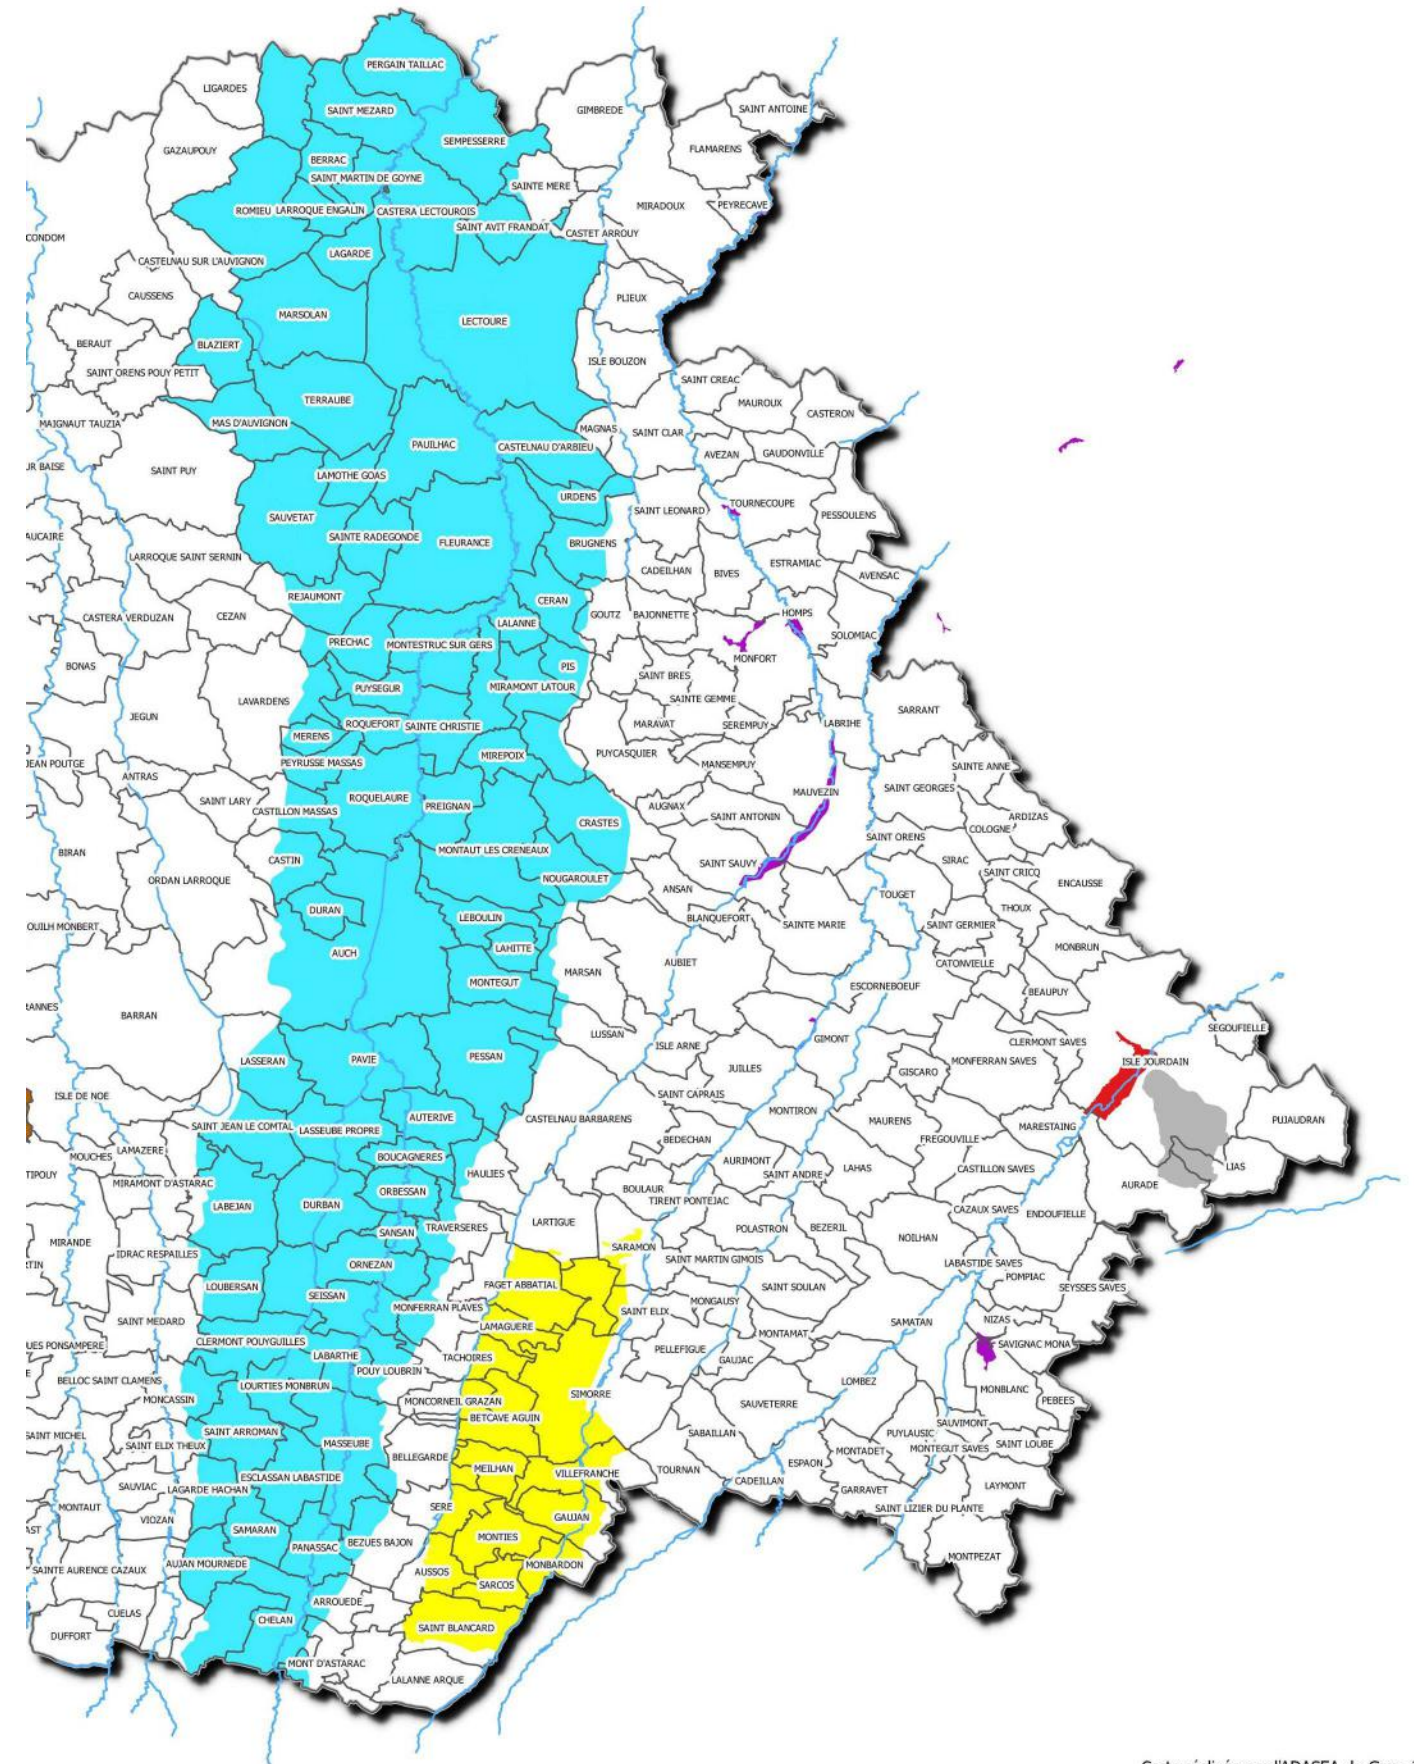 PERGAIN TAILLAC
LIGARDES
SAINT MEZARD
GIMBREDE
SAINT ANTOINE
SEMPESSERRE
GAZAUPOUY
FLAMARENS
BERRAC
SAINT MARTIN DE GOYNE
SAINTE MERE
ROMIEU
LARROQUE ENGALIN
CASTERA LECTOUROIS
MIRADOUX
PEYRECAVE
SAINT AVIT FRANDAT
CASTET ARROUY
CONDOM
LAGARDE
CASTELNAU SUR L'AUVIGNON
CAUSSENS
PLIEUX
MARSOLAN
LECTOURE
BERAUT
BLAZIERT
ISLE BOUZON
SAINT ORENS POUY PETIT
SAINT CREAC
TERRAUBE
MAUROUX
CASTERON
MAIGNAUT TAUZIA
MAS D'AUVIGNON
MAGNAS
SAINT CLAR
PAUILHAC
CASTELNAU D'ARBIEU
AVEZAN
GAUDONVILLE
UR BAISE
SAINT PUY
LAMOTHE GOAS
URDENS
TOURNECOUPE
SAINT LEONARD
PESSOULENS
SAUVETAT
SAINTE RADEGONDE
FLEURANCE
BRUGNENS
AUCAIRE
LARROQUE SAINT SERNIN
CADEILHAN
BIVES
ESTRAMIAC
AVENSAC
REJAUMONT
CERAN
CASTERA VERDUZAN
CEZAN
LALANNE
GOUTZ
BAJONNETTE
HOMPS
PRECHAC
MONTESTRUC SUR GERS
SOLOMIAC
BONAS
PIS
MONFORT
SAINT BRES
PUYSEGUR
MIRAMONT LATOUR
LAVARDENS
SAINTE GEMME
JEGUN
ROQUEFORT
SAINTE CHRISTIE
MARAVAT
SEREMPUY
LABRIHE
SARRANT
MERENS
MIREPOIX
PUYCASQUIER
JEAN POUTGE
PEYRUSSE MASSAS
MANSEMPUY
SAINTE ANNE
ANTRAS
SAINT GEORGES
MAUVEZIN
SAINT LARY
ROQUELAURE
PREIGNAN
AUGNAX
CASTILLON MASSAS
SAINT ANTONIN
ARDIZAS
CRASTES
COLOGNE
SAINT ORENS
BIRAN
CASTIN
MONTAUT LES CRENEAUX
SAINT SAUVY
SIRAC
SAINT CRICQ
ORDAN LARROQUE
NOUGAROULET
ANSAN
ENCAUSSE
TOUGET
DURAN
LEBOULIN
BLANQUEFORT
SAINTE MARIE
THOUX
OUILH MONBERT
SAINT GERMIER
AUCH
LAHITTE
MONBRUN
AUBIET
CATONVIELLE
MARSAN
MONTEGUT
ESCORNEBOEUF
BEAUPUY
RANNES
BARRAN
SEGOUFIELLE
LUSSAN
GIMONT
CLERMONT SAVES
ISLE ARNE
LASSERAN
PAVIE
PESSAN
MONFERRAN SAVES
ISLE JOURDAIN
JUILLES
GISCARO
ISLE DE NOE
SAINT CAPRAIS
MONTIRON
CASTELNAU BARBARENS
AUTERIVE
MAURENS
PUJAUDRAN
SAINT JEAN LE COMTAL
LASSEUBE PROPRE
MARESTAING
BEDECHAN
FREGOUVILLE
LAMAZERE
MOUCHES
BOUCAGNERES
AURIMONT
TIPOUY
HAULIES
SAINT ANDRE
LAHAS
CASTILLON SAVES
LIAS
MIRAMONT D'ASTARAC
ORBESSAN
BOULAUR
TIRENT PONTEJAC
AURADE
LABEJAN
DURBAN
CAZAUX SAVES
ENDOUFIELLE
LARTIGUE
TRAVERSERES
SANSAN
POLASTRON
BEZERIL
NOILHAN
MIRANDE
IDRAC RESPAILLES
SARAMON
SAINT MARTIN GIMOIS
RTIN
ORNEZAN
LABASTIDE SAVES
POMPIAC
LOUBERSAN
FAGET ABBATIAL
SAINT SOULAN
SEYSSES SAVES
SEISSAN
MONGAUSY
MONFERRAN PLAVES
SAINT ELIX
SAINT MEDARD
LAMAGUERE
SAMATAN
NIZAS
CLERMONT POUYGUILLES
MONTAMAT
UES PONSAMPERE
PELLEFIGUE
SAVIGNAC MONA
LABARTHE
TACHOIRES
GAUJAC
POUY LOUBRIN
BELLOC SAINT CLAMENS
LOURTIES MONBRUN
LOMBEZ
MONBLANC
MONCASSIN
MONCORNEIL GRAZAN
SIMORRE
SAUVETERRE
PEBEES
BETCAVE AGUIN
SAUVIMONT
SAINT MICHEL
SAINT ARROMAN
SABAILLAN
PUYLAUSIC
SAINT ELIX THEUX
MASSEUBE
MONTADET
MONTEGUT SAVES
SAINT LOUBE
BELLEGARDE
MEILHAN
VILLEFRANCHE
TOURNAN
ESPAON
ESCLASSAN LABASTIDE
CADEILLAN
SAUVIAC
LAGARDE HACHAN
GARRAVET
LAYMONT
MONTAUT
SERE
SAINT LIZIER DU PLANTE
VIOZAN
GAUJAN
AST
SAMARAN
MONTIES
PANASSAC
BEZUES BAJON
MONTPEZAT
SAINTE AURENCE CAZAUX
AUJAN MOURNEDE
AUSSOS
MONBARDON
SARCOS
ARROUEDE
CUELAS
CHELAN
SAINT BLANCARD
DUFFORT
MONT D'ASTARAC
LALANNE ARQUE